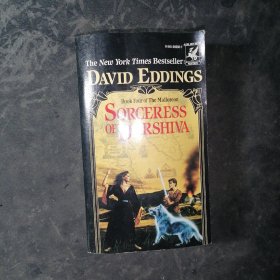 The New York Times Bestseller
DAVID EDDINGS
Book Four of The Malloreon
SORCERESS
OF DARSHIVA